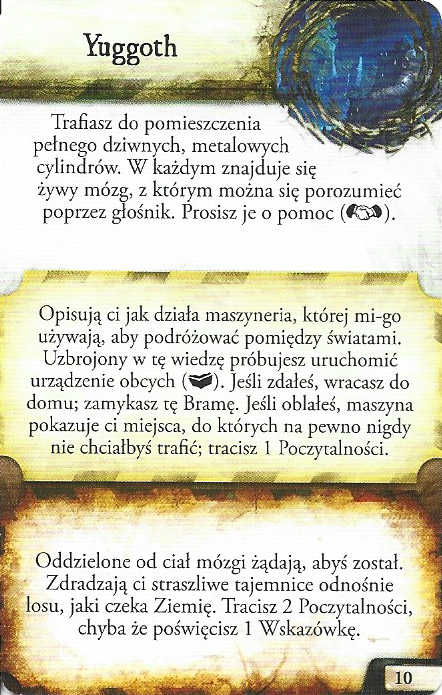 Yuggoth
Trafiasz do pomieszczenia
pełnego dziwnych, metalowych
cylindrów. W każdym znajduje się
żywy mózg, z którym można się porozumieć
poprzez głośnik. Prosisz je o pomoc ( ).
Opisują ci jak działa maszyneria, której mi-go
używają, aby podróżować pomiędzy światami.
Uzbrojony w tę wiedzę próbujesz uruchomić
urządzenie obcych ( ). Jeśli zdałeś, wracasz do
domu; zamykasz tę Bramę. Jeśli oblałeś, maszyna
pokazuje ci miejsca, do których na pewno nigdy
nie chciałbyś trafić; tracisz 1 Poczytalności.
Oddzielone od ciał mózgi żądają, abyś został.
Zdradzają ci straszliwe tajemnice odnośnie
losu, jaki czeka Ziemię. Tracisz 2 Poczytalności,
chyba że poświęcisz 1 Wskazówkę.
10